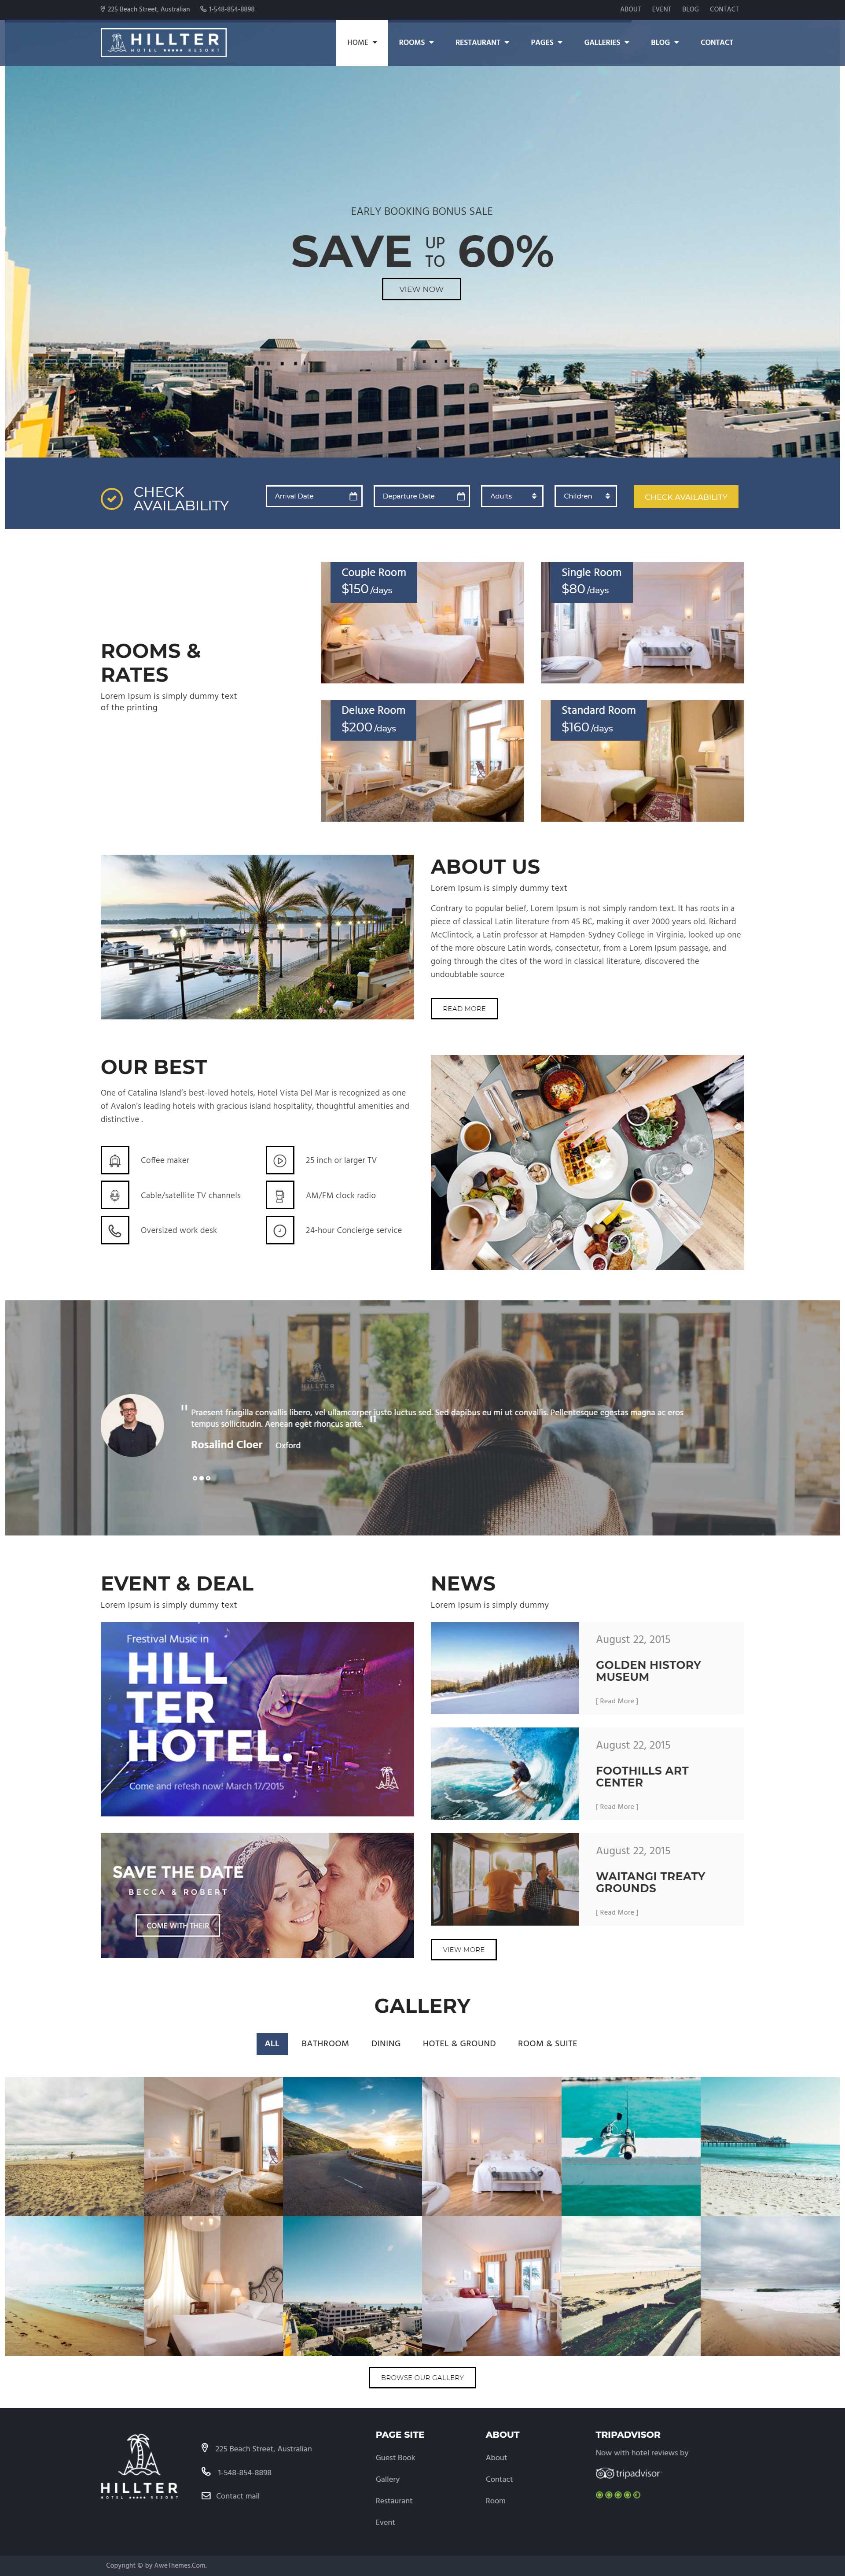 225 Beach Street, Australian 1-548-854-8898 ABOUT EVENT BLOG CONTACT
HILLTER
HOTEL ★★★★★ RESORT
HOME ROOMS RESTAURANT PAGES GALLERIES BLOG CONTACT
EARLY BOOKING BONUS SALE
SAVE UP TO 60%
VIEW NOW
CHECK
AVAILABILITY
Arrival Date Departure Date Adults Children CHECK AVAILABILITY
ROOMS &
RATES
Lorem Ipsum is simply dummy text
of the printing
Couple Room
$150 /days
Single Room
$80 /days
Deluxe Room
$200 /days
Standard Room
$160 /days
ABOUT US
Lorem Ipsum is simply dummy text
Contrary to popular belief, Lorem Ipsum is not simply random text. It has roots in a
piece of classical Latin literature from 45 BC, making it over 2000 years old. Richard
McClintock, a Latin professor at Hampden-Sydney College in Virginia, looked up one
of the more obscure Latin words, consectetur, from a Lorem Ipsum passage, and
going through the cites of the word in classical literature, discovered the
undoubtable source
READ MORE
OUR BEST
One of Catalina Island's best-loved hotels, Hotel Vista Del Mar is recognized as one
of Avalon's leading hotels with gracious island hospitality, thoughtful amenities and
distinctive .
Coffee maker
25 inch or larger TV
Cable/satellite TV channels
AM/FM clock radio
Oversized work desk
24-hour Concierge service
HILLTER
" Praesent fringilla convallis libero, vel ullamcorper justo luctus sed. Sed dapibus eu mi ut convallis. Pellentesque egestas magna ac eros
tempus sollicitudin. Aenean eget rhoncus ante. "
Rosalind Cloer Oxford
EVENT & DEAL
Lorem Ipsum is simply dummy text
Frestival Music in
HILL
TER
HOTEL.
Come and refesh now! March 17/2015
SAVE THE DATE
BECCA & ROBERT
COME WITH THEIR
NEWS
Lorem Ipsum is simply dummy
August 22, 2015
GOLDEN HISTORY
MUSEUM
[ Read More ]
August 22, 2015
FOOTHILLS ART
CENTER
[ Read More ]
August 22, 2015
WAITANGI TREATY
GROUNDS
[ Read More ]
VIEW MORE
GALLERY
ALL BATHROOM DINING HOTEL & GROUND ROOM & SUITE
BROWSE OUR GALLERY
HILLTER
HOTEL ★★★★★ RESORT
225 Beach Street, Australian
1-548-854-8898
Contact mail
PAGE SITE
Guest Book
Gallery
Restaurant
Event
ABOUT
About
Contact
Room
TRIPADVISOR
Now with hotel reviews by
tripadvisor
Copyright © by AweThemes.Com.